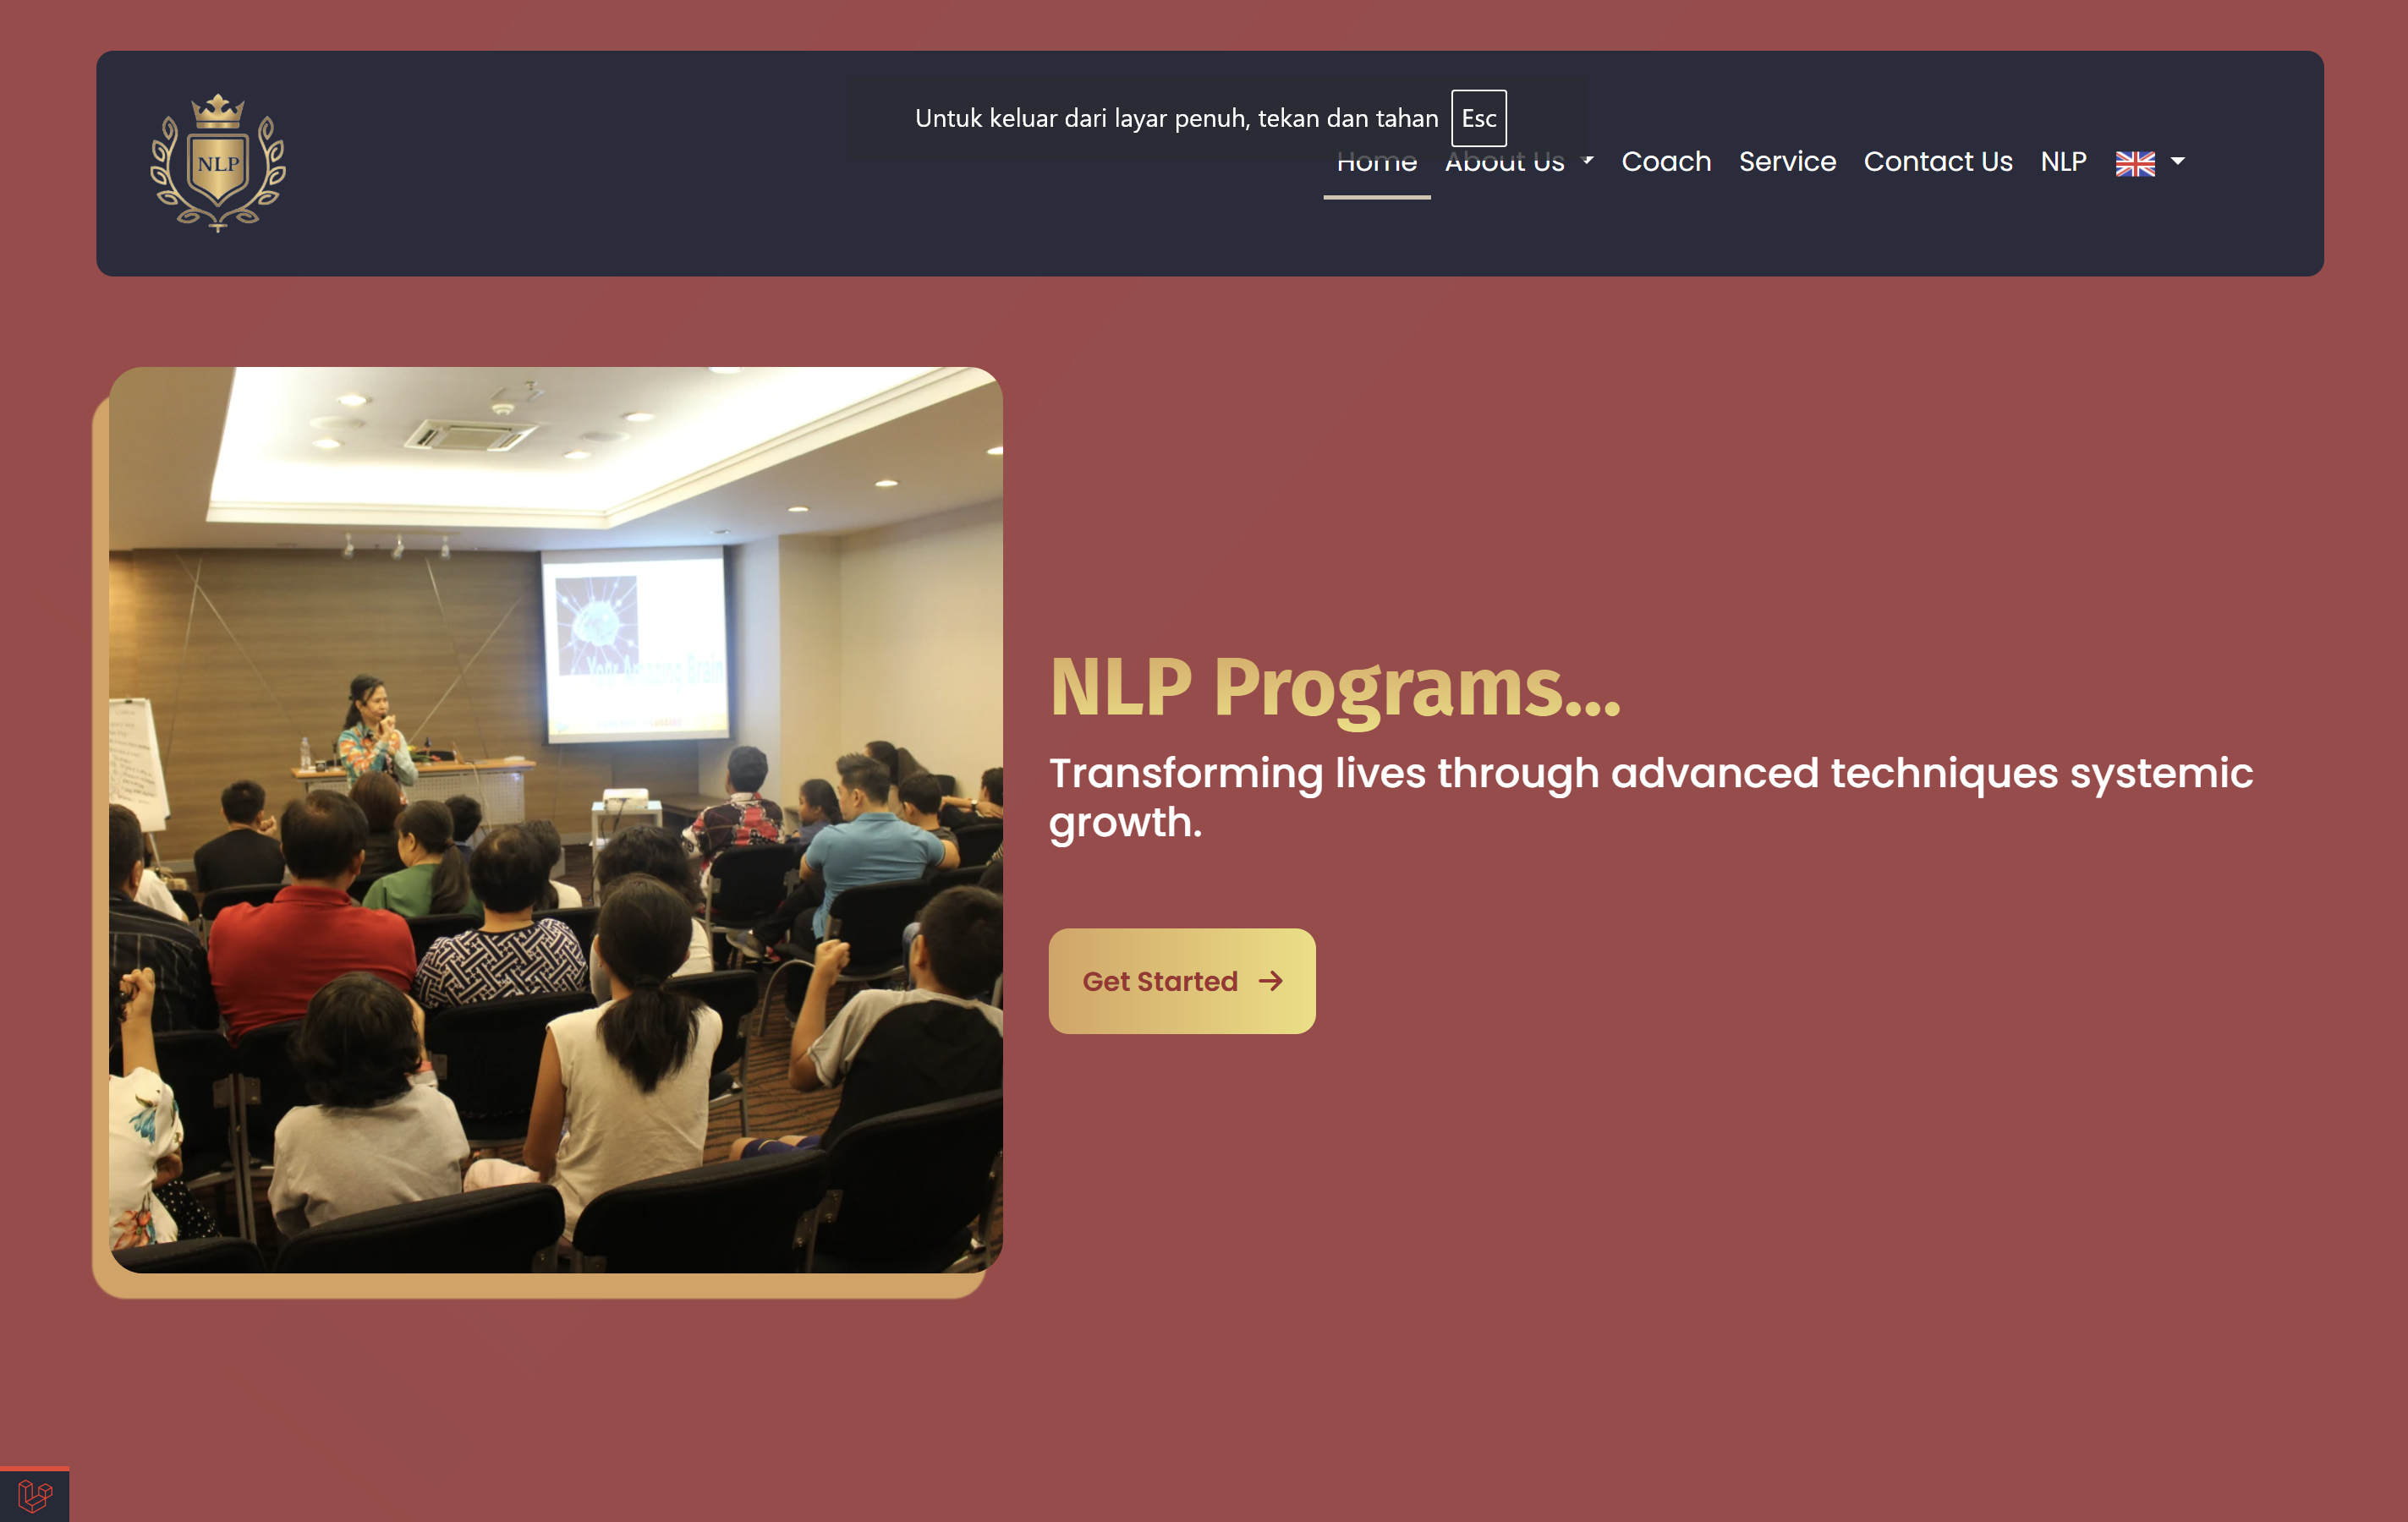 NLP
Untuk keluar dari layar penuh, tekan dan tahan Esc
Home About Us Coach Service Contact Us NLP
Your Amazing Brain
NLP Programs...
Transforming lives through advanced techniques systemic
growth.
Get Started →